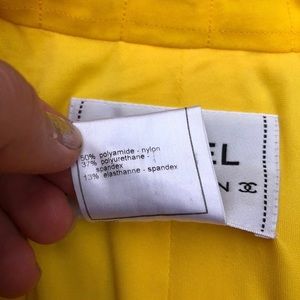 50% polyamide - nylon
37% polyurethane -
spandex
13% elasthanne - spandex
EL
N